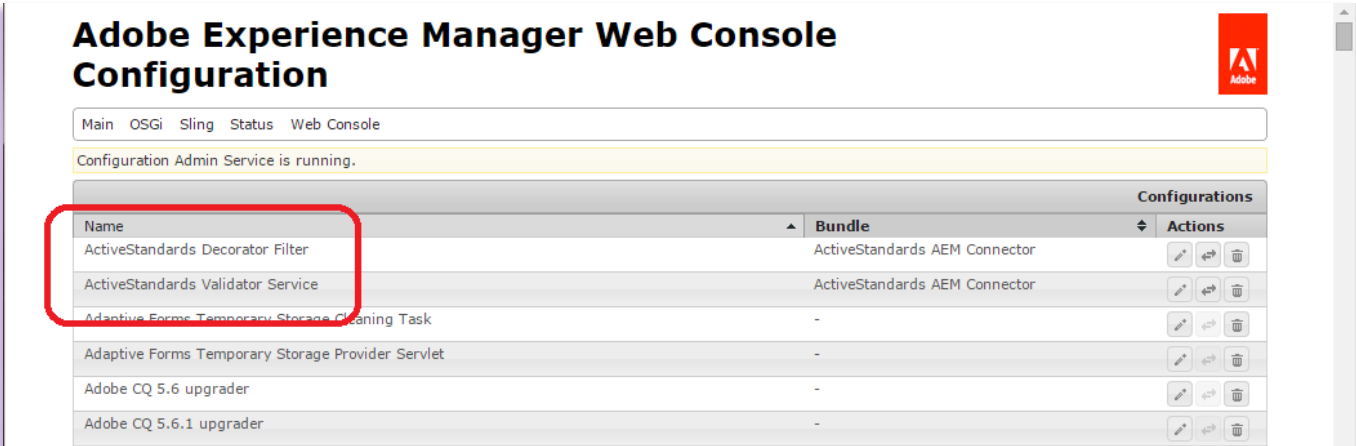 Adobe Experience Manager Web Console
Configuration
Adobe
Main OSGi Sling Status Web Console
Configuration Admin Service is running.
Configurations
Name Bundle Actions
ActiveStandards Decorator Filter ActiveStandards AEM Connector
ActiveStandards Validator Service ActiveStandards AEM Connector
Adaptive Forms Temporary Storage Cleaning Task -
Adaptive Forms Temporary Storage Provider Servlet -
Adobe CQ 5.6 upgrader -
Adobe CQ 5.6.1 upgrader -